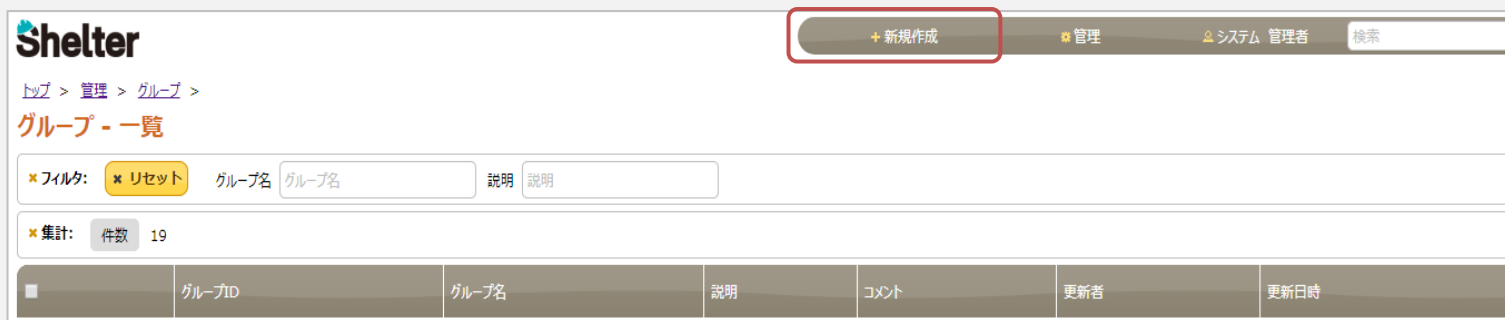 Shelter
+ 新規作成 管理 システム 管理者 検索
トップ > 管理 > グループ >
グループ - 一覧
フィルタ: リセット グループ名 グループ名 説明 説明
集計: 件数 19
グループID グループ名 説明 コメント 更新者 更新日時